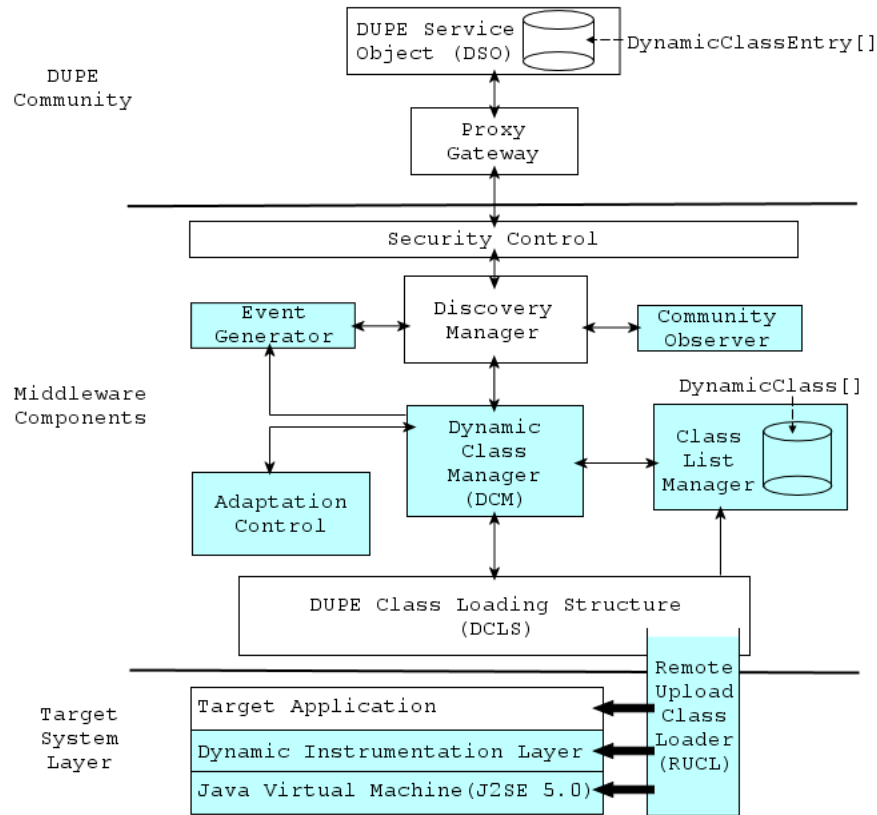 DUPE Service
Object (DSO)
DynamicClassEntry[]
DUPE
Community
Proxy
Gateway
Security Control
Event
Generator
Discovery
Manager
Community
Observer
Middleware
Components
DynamicClass[]
Dynamic
Class
Manager
(DCM)
Class
List
Manager
Adaptation
Control
DUPE Class Loading Structure
(DCLS)
Target
System
Layer
Target Application
Dynamic Instrumentation Layer
Java Virtual Machine(J2SE 5.0)
Remote
Upload
Class
Loader
(RUCL)